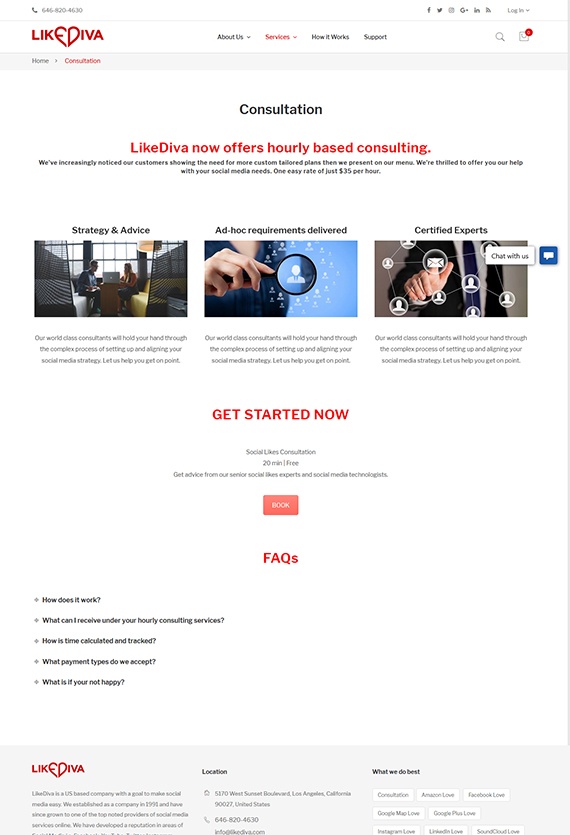 646-820-4630
Log In
LIKEDIVA
About Us
Services
How it Works
Support
0
Home > Consultation
Consultation
LikeDiva now offers hourly based consulting.
We've increasingly noticed our customers showing the need for more custom tailored plans then we present on our menu. We're thrilled to offer you our help
with your social media needs. One easy rate of just $35 per hour.
Strategy & Advice
Ad-hoc requirements delivered
Certified Experts
Chat with us
Our world class consultants will hold your hand through
the complex process of setting up and aligning your
social media strategy. Let us help you get on point.
Our world class consultants will hold your hand through
the complex process of setting up and aligning your
social media strategy. Let us help you get on point.
Our world class consultants will hold your hand through
the complex process of setting up and aligning your
social media strategy. Let us help you get on point.
GET STARTED NOW
Social Likes Consultation
20 min | Free
Get advice from our senior social likes experts and social media technologists.
BOOK
FAQs
How does it work?
What can I receive under your hourly consulting services?
How is time calculated and tracked?
What payment types do we accept?
What is if your not happy?
LIKEDIVA
LikeDiva is a US based company with a goal to make social
media easy. We established as a company in 1991 and have
since grown to one of the top noted providers of social media
services online. We have developed a reputation in areas of
Location
5170 West Sunset Boulevard, Los Angeles, California
90027, United States
646-820-4630
info@likediva.com
What we do best
Consultation
Amazon Love
Facebook Love
Google Map Love
Google Plus Love
Instagram Love
LinkedIn Love
SoundCloud Love